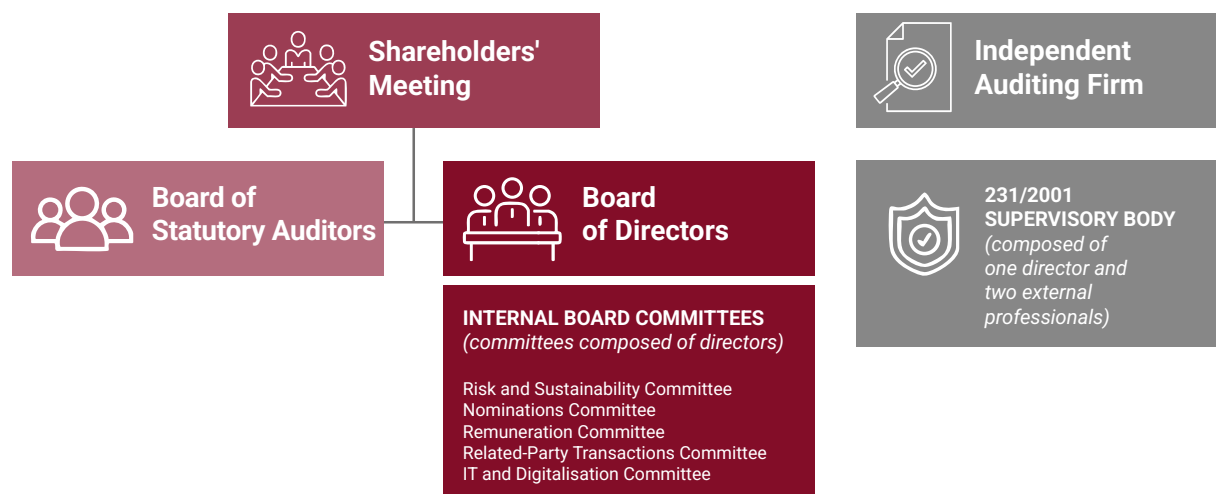 Shareholders'
Meeting
Independent
Auditing Firm
Board of
Statutory Auditors
Board
of Directors
231/2001
SUPERVISORY BODY
(composed of
one director and
two external
professionals)
INTERNAL BOARD COMMITTEES
(committees composed of directors)
Risk and Sustainability Committee
Nominations Committee
Remuneration Committee
Related-Party Transactions Committee
IT and Digitalisation Committee